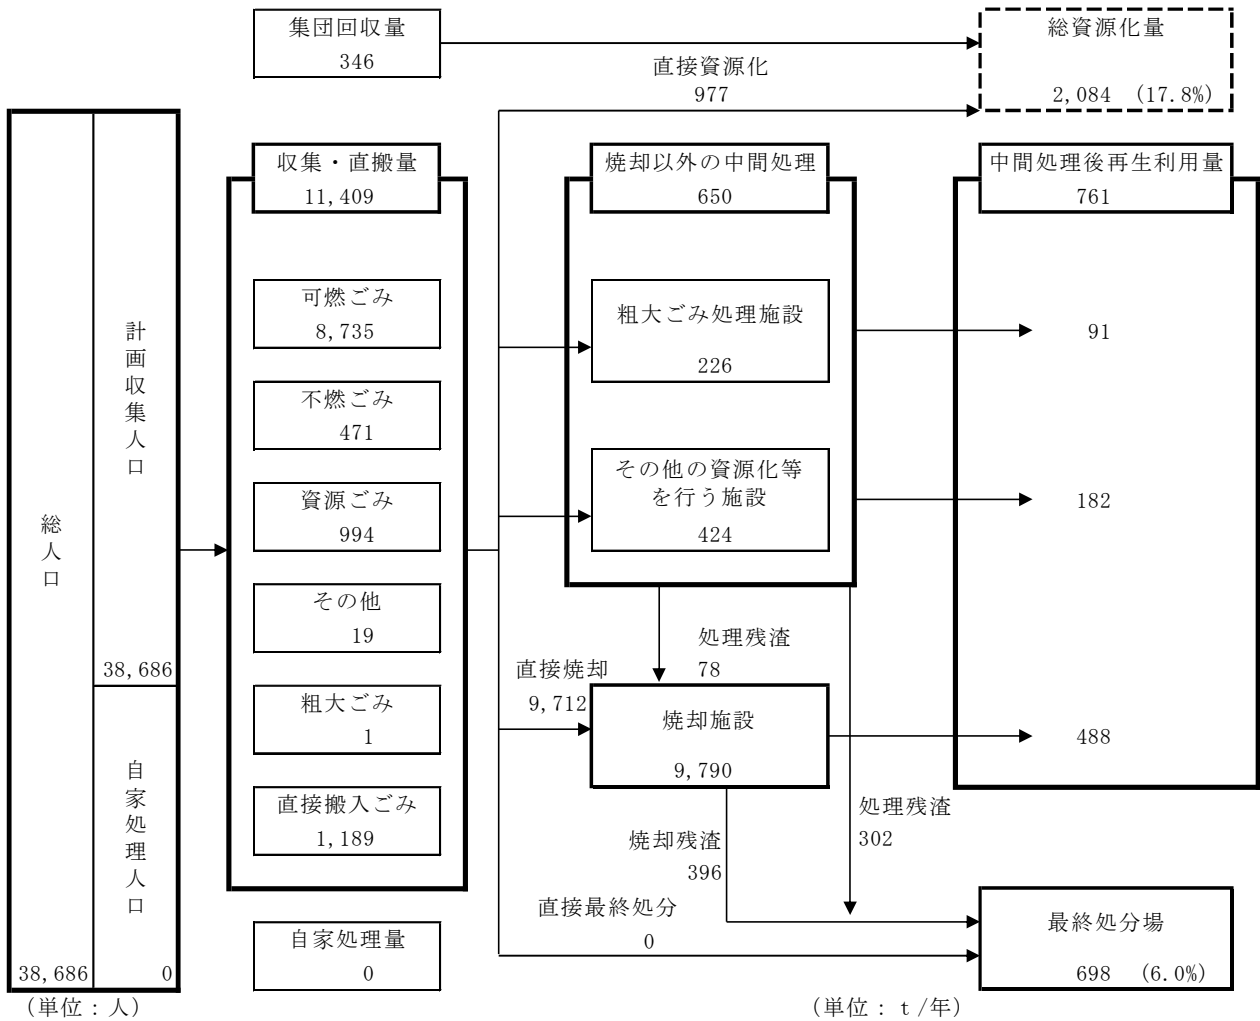 集団回収量
346
総資源化量
2,084 (17.8%)
直接資源化
977
収集・直搬量
11,409
焼却以外の中間処理
650
中間処理後再生利用量
761
可燃ごみ
8,735
粗大ごみ処理施設
226
91
不燃ごみ
471
資源ごみ
994
その他の資源化等
を行う施設
424
182
計画収集人口
38,686
総人口
38,686
自家処理人口
0
その他
19
処理残渣
78
直接焼却
9,712
粗大ごみ
1
焼却施設
9,790
488
直接搬入ごみ
1,189
焼却残渣
396
処理残渣
302
直接最終処分
0
自家処理量
0
最終処分場
698 (6.0%)
(単位：人)
(単位：ｔ/年)